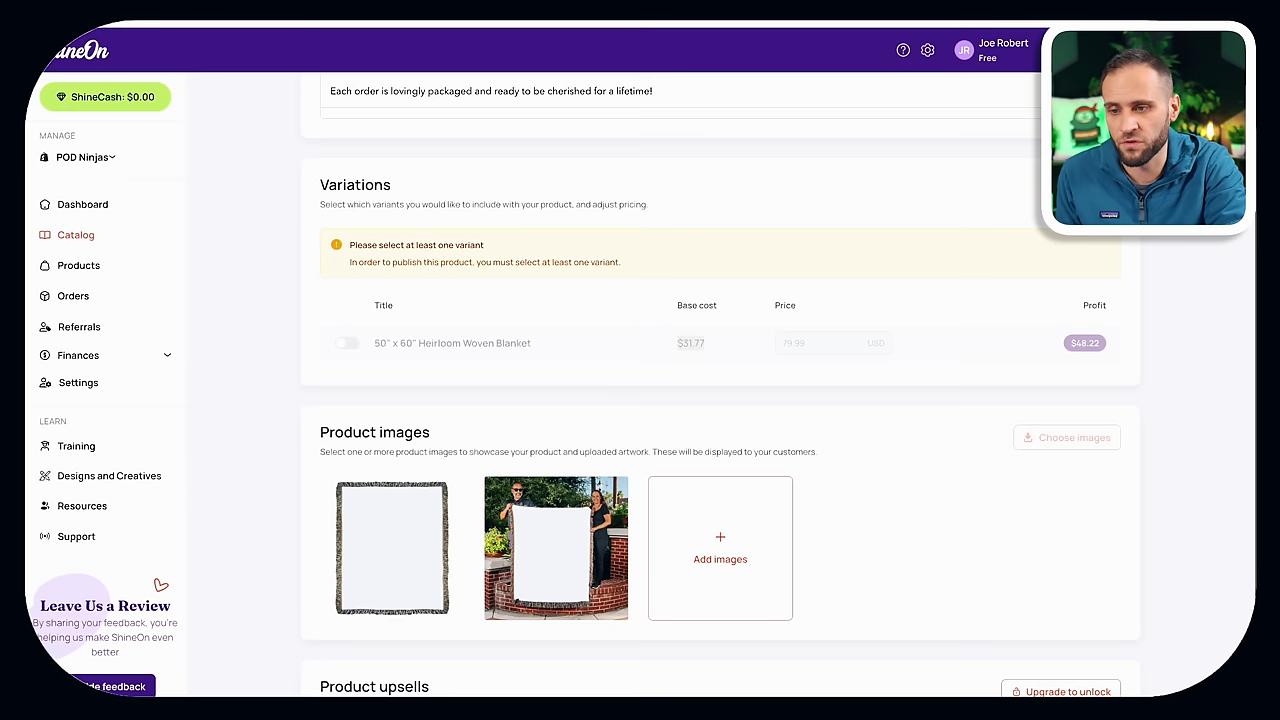 ineOn
JR
Joe Robert
Free
ShineCash: $0.00
MANAGE
POD Ninjas
Dashboard
Catalog
Products
Orders
Referrals
Finances
Settings
LEARN
Training
Designs and Creatives
Resources
Support
Leave Us a Review
By sharing your feedback, you're
helping us make ShineOn even
better
de feedback
Each order is lovingly packaged and ready to be cherished for a lifetime!
Variations
Select which variants you would like to include with your product, and adjust pricing.
Please select at least one variant
In order to publish this product, you must select at least one variant.
Title Base cost Price Profit
50" x 60" Heirloom Woven Blanket $31.77 79.99 USD $48.22
Product images
Select one or more product images to showcase your product and uploaded artwork. These will be displayed to your customers.
Choose images
Add images
Product upsells
Upgrade to unlock